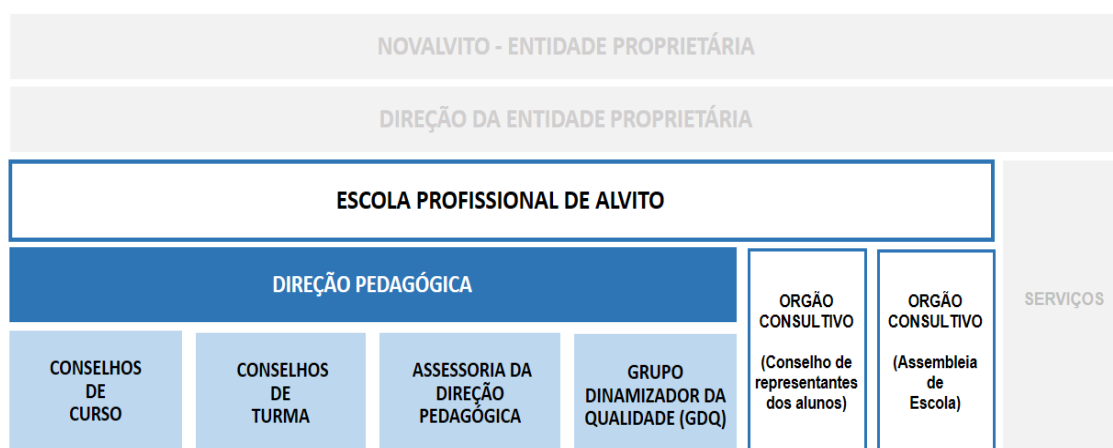 NOVALVITO - ENTIDADE PROPRIETÁRIA
DIREÇÃO DA ENTIDADE PROPRIETÁRIA
ESCOLA PROFISSIONAL DE ALVITO
SERVIÇOS
DIREÇÃO PEDAGÓGICA
CONSELHOS
DE
CURSO
CONSELHOS
DE
TURMA
ASSESSORIA DA
DIREÇÃO
PEDAGÓGICA
GRUPO
DINAMIZADOR DA
QUALIDADE (GDQ)
ORGÃO
CONSULTIVO
(Conselho de
representantes
dos alunos)
ORGÃO
CONSULTIVO
(Assembleia
de
Escola)